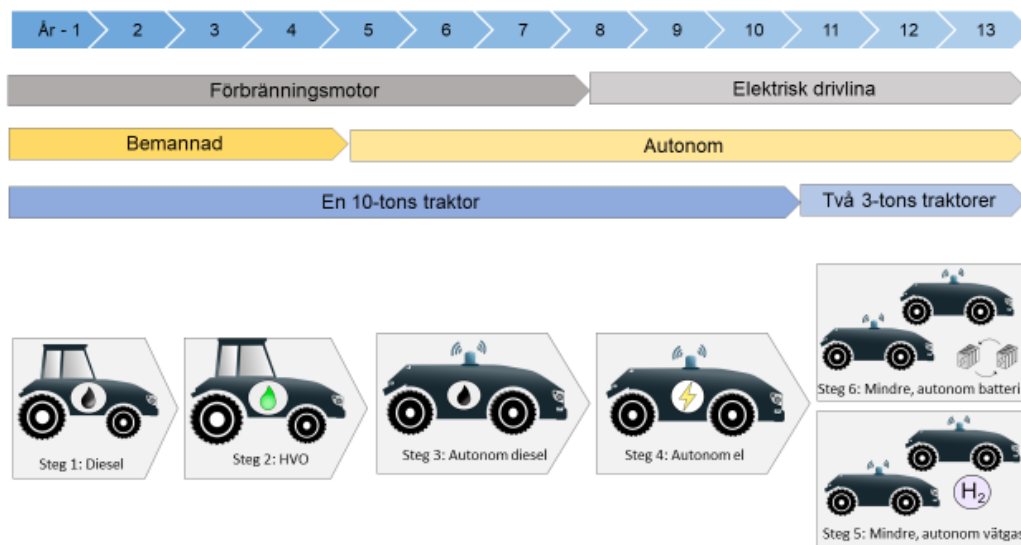 År - 1 2 3 4 5 6 7 8 9 10 11 12 13
Förbränningsmotor Elektrisk drivlina
Bemannad Autonom
En 10-tons traktor Två 3-tons traktorer
Steg 6: Mindre, autonom batteri
Steg 1: Diesel Steg 2: HVO Steg 3: Autonom diesel Steg 4: Autonom el
H₂
Steg 5: Mindre, autonom vätgas